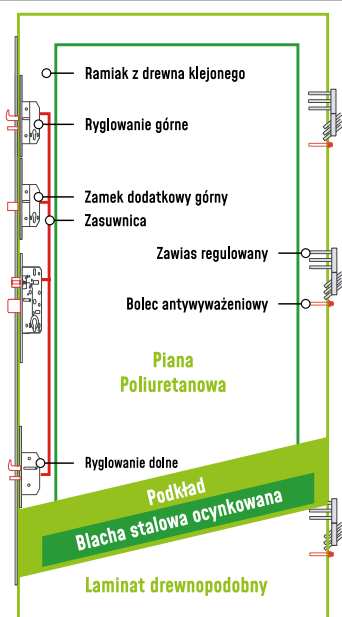 Ramiak z drewna klejonego
Ryglowanie górne
Zamek dodatkowy górny
Zasuwnica
Zawias regulowany
Bolec antywyważeniowy
Piana
Poliuretanowa
Ryglowanie dolne
Podkład
Blacha stalowa ocynkowana
Laminat drewnopodobny